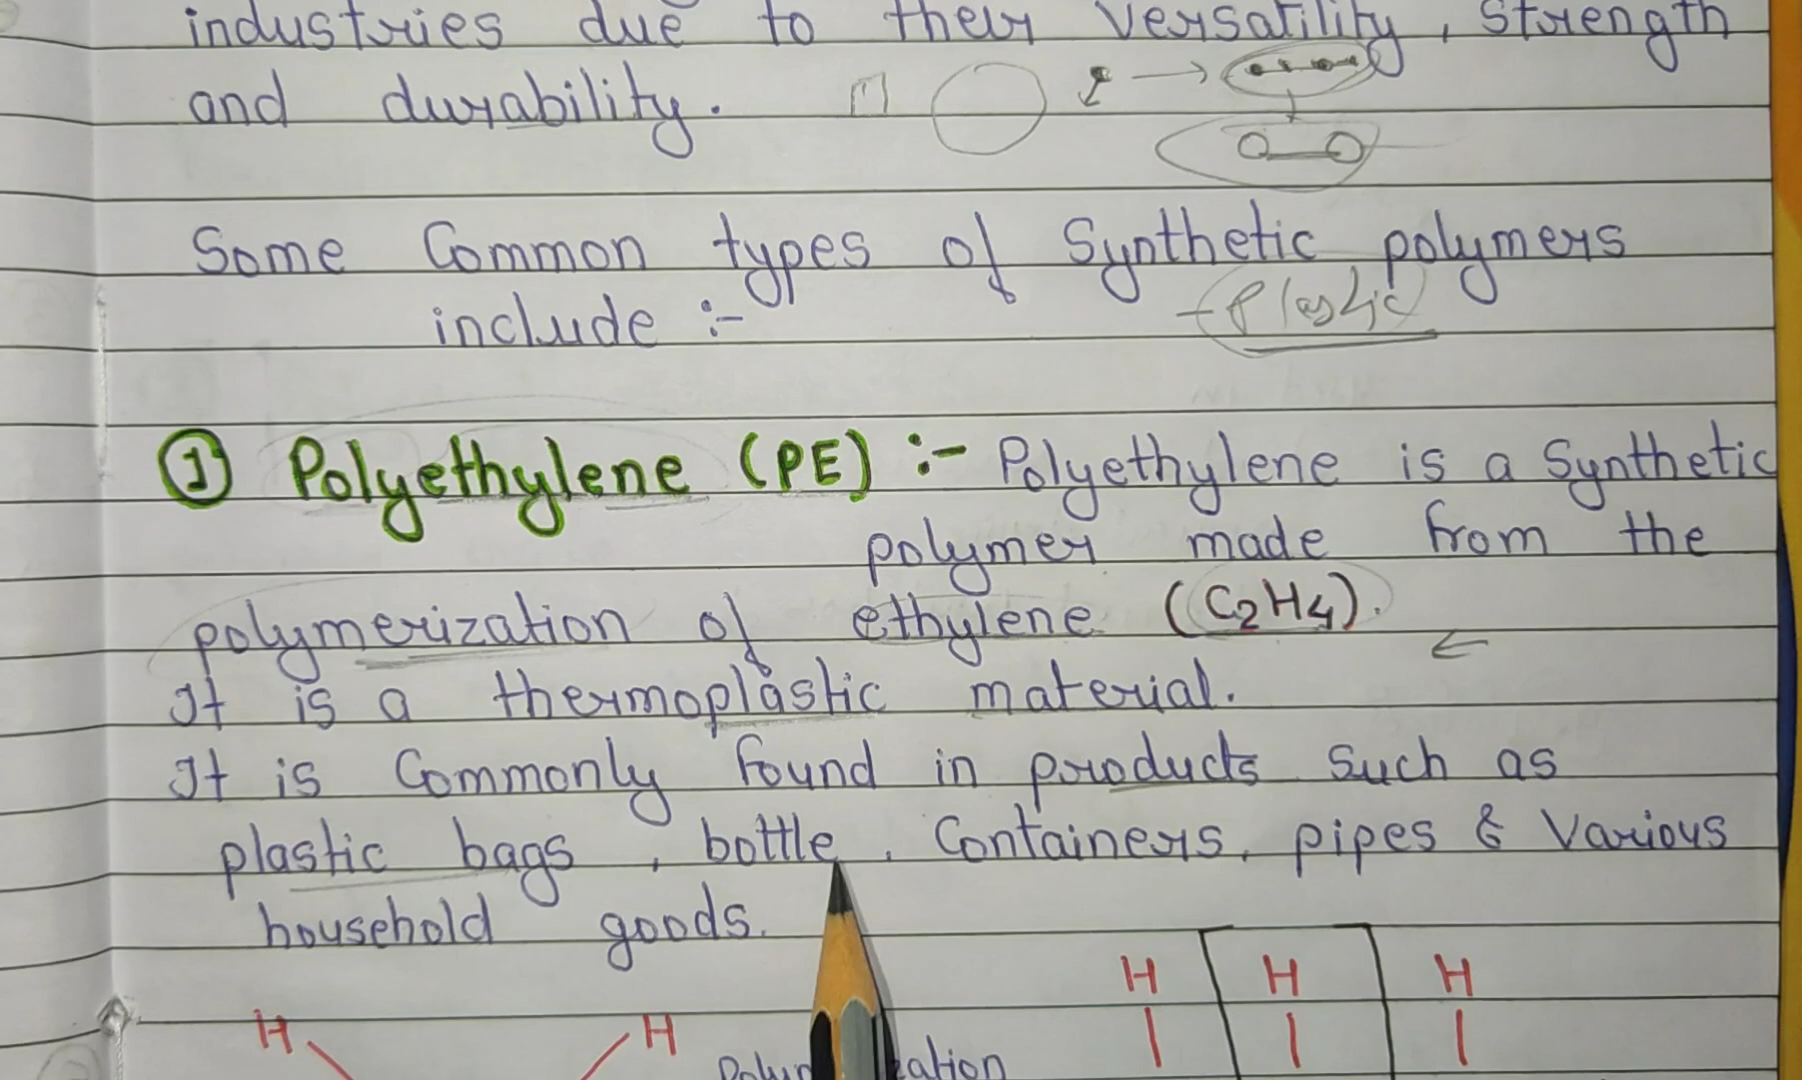 industries due to their versatility, strength
and durability.
Some Common types of Synthetic polymers
include :-
- Plastic
① Polyethylene (PE) :- Polyethylene is a Synthetic
polymer made from the
polymerization of ethylene (C2H4).
It is a thermoplastic material.
It is Commonly found in products such as
plastic bags, bottle, Containers, pipes & Various
household goods.
H H H
H H